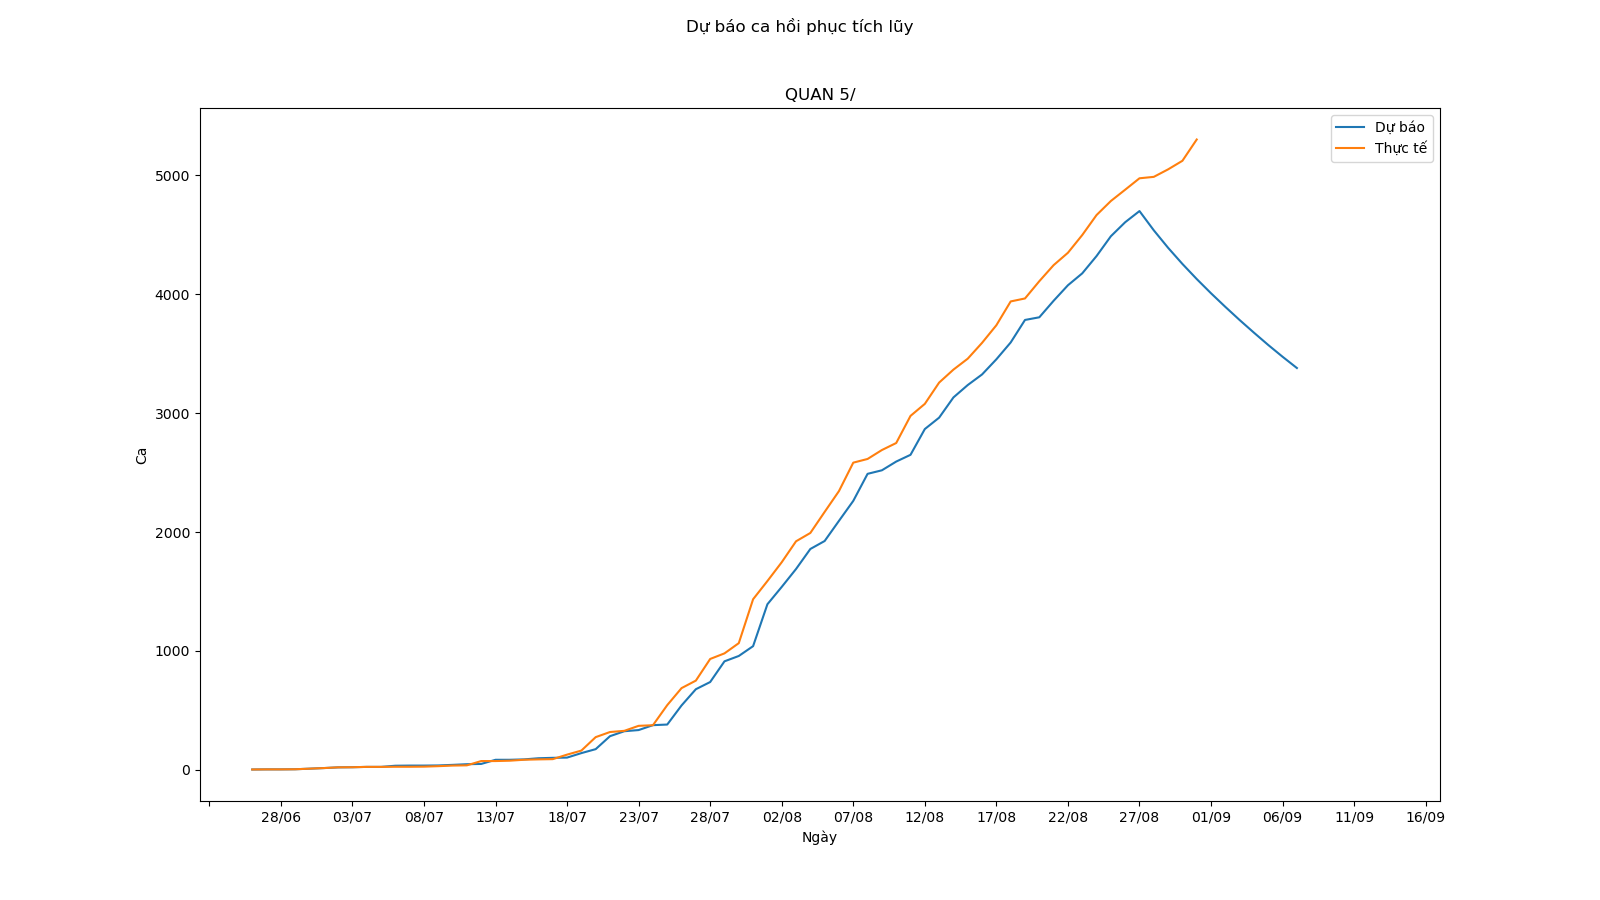 Dự báo ca hồi phục tích lũy
QUAN 5/
Dự báo
Thực tế
5000
4000
3000
2000
1000
0
Ca
28/06 03/07 08/07 13/07 18/07 23/07 28/07 02/08 07/08 12/08 17/08 22/08 27/08 01/09 06/09 11/09 16/09
Ngày